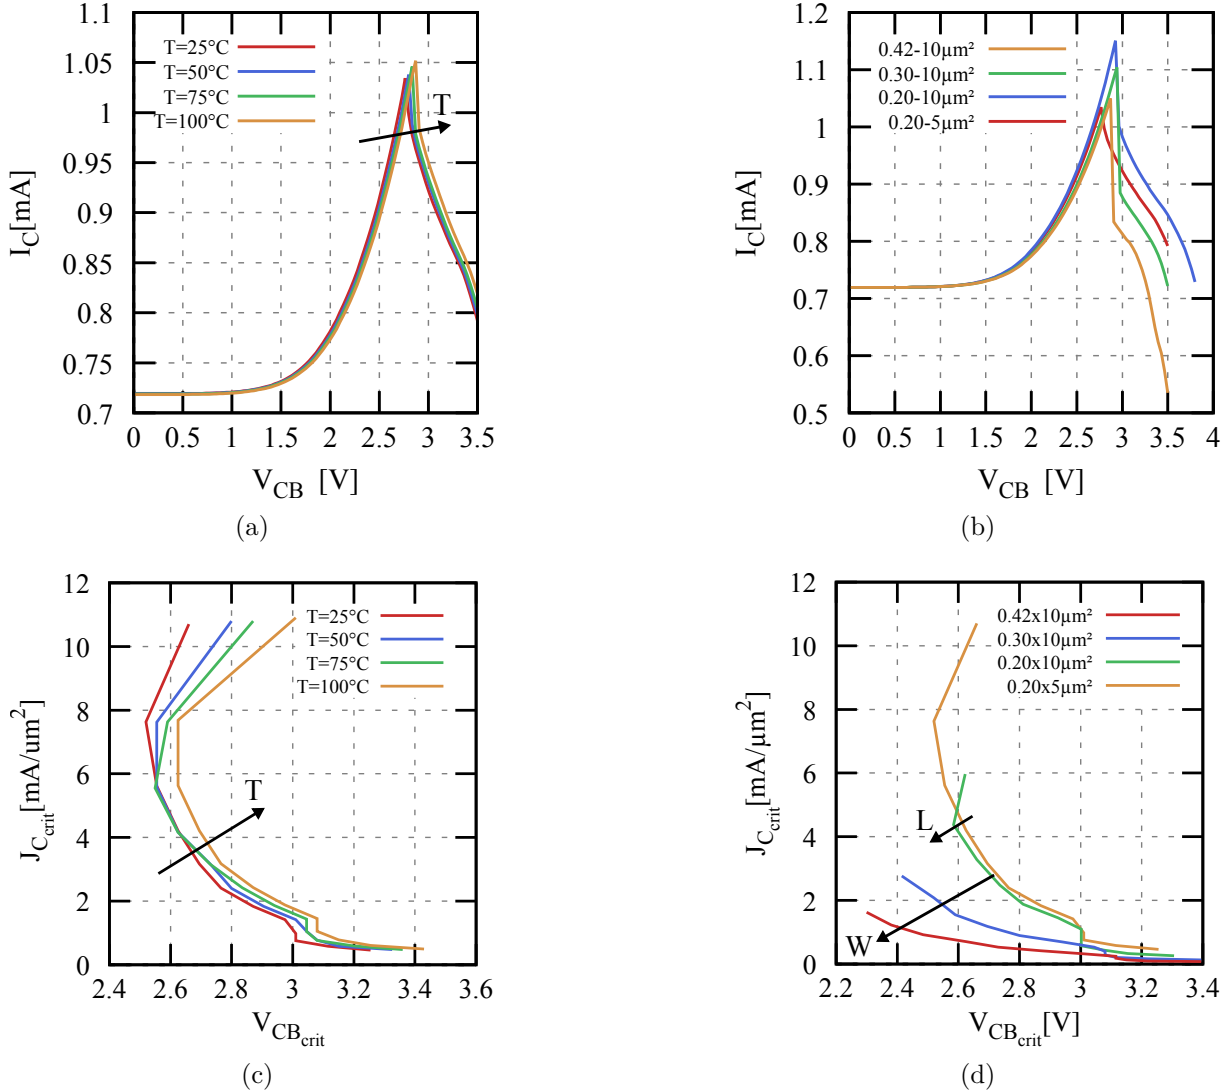 1.1
1.05
1
0.95
0.9
0.85
0.8
0.75
0.7
I_C[mA]
T=25°C
T=50°C
T=75°C
T=100°C
T
0 0.5 1 1.5 2 2.5 3 3.5
V_CB [V]
(a)
1.2
1.1
1
0.9
0.8
0.7
0.6
0.5
I_C[mA]
0.42-10µm²
0.30-10µm²
0.20-10µm²
0.20-5µm²
0 0.5 1 1.5 2 2.5 3 3.5 4
V_CB [V]
(b)
12
10
8
6
4
2
0
J_C_crit[mA/um²]
T=25°C
T=50°C
T=75°C
T=100°C
T
2.4 2.6 2.8 3 3.2 3.4 3.6
V_CB_crit
(c)
12
10
8
6
4
2
0
J_C_crit[mA/µm²]
0.42x10µm²
0.30x10µm²
0.20x10µm²
0.20x5µm²
L
W
2.2 2.4 2.6 2.8 3 3.2 3.4
V_CB_crit[V]
(d)